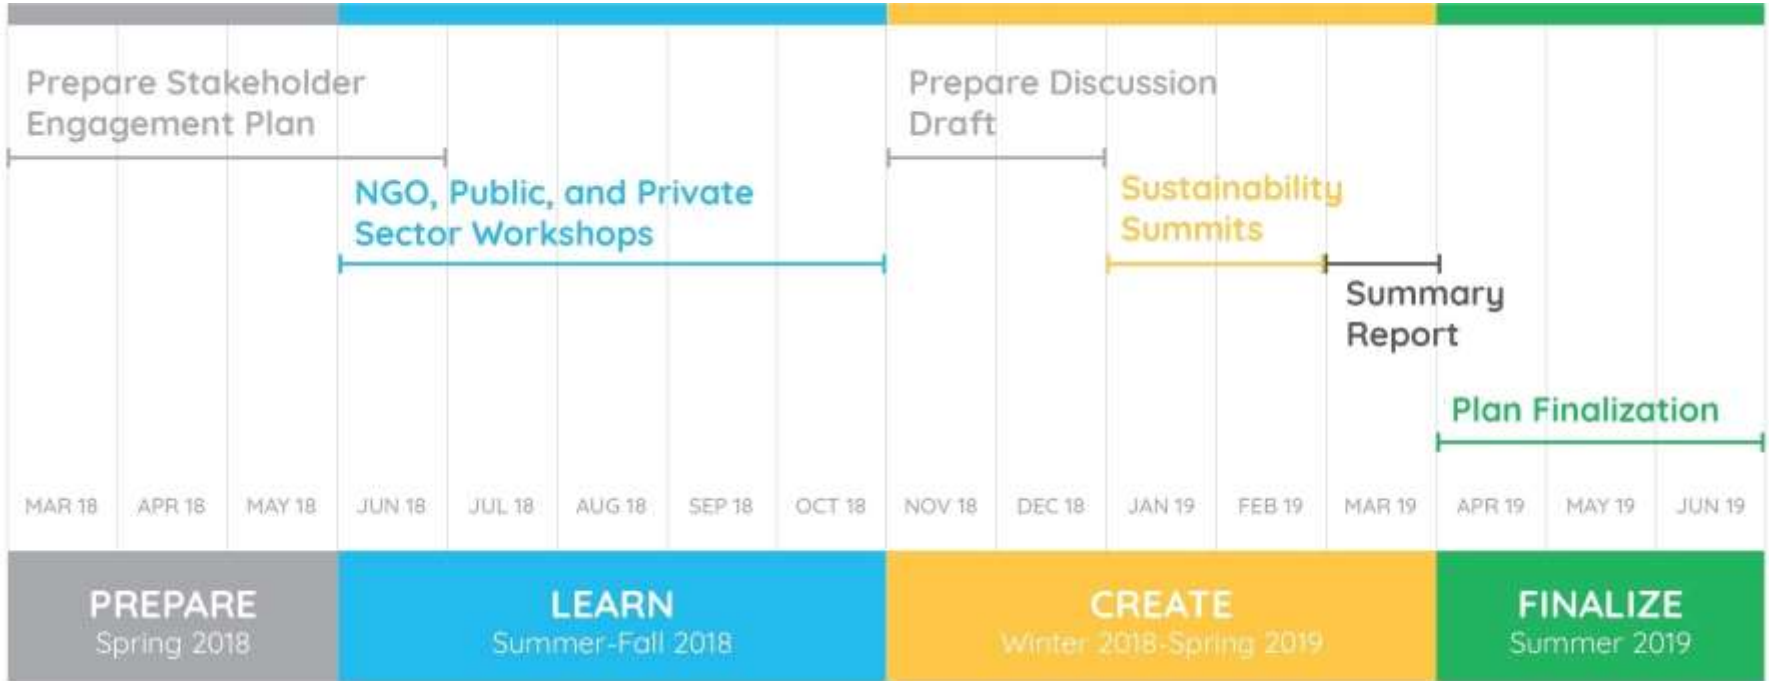 Prepare Stakeholder
Engagement Plan
Prepare Discussion
Draft
NGO, Public, and Private
Sector Workshops
Sustainability
Summits
Summary
Report
Plan Finalization
MAR 18 APR 18 MAY 18 JUN 18 JUL 18 AUG 18 SEP 18 OCT 18 NOV 18 DEC 18 JAN 19 FEB 19 MAR 19 APR 19 MAY 19 JUN 19
PREPARE
Spring 2018
LEARN
Summer-Fall 2018
CREATE
Winter 2018-Spring 2019
FINALIZE
Summer 2019